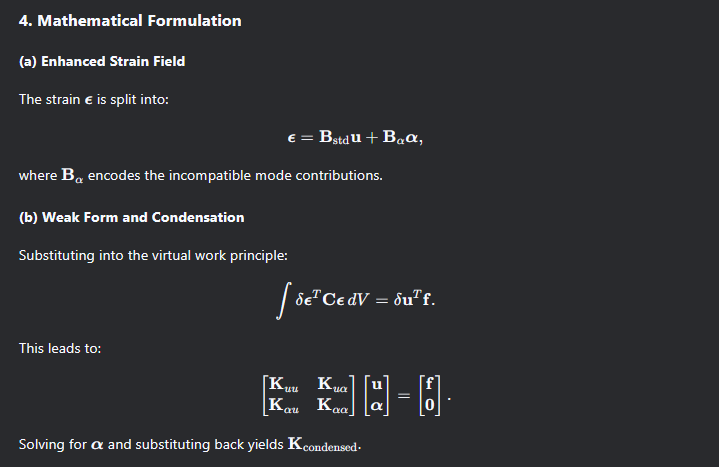 4. Mathematical Formulation
(a) Enhanced Strain Field
The strain ϵ is split into:
ϵ = B_std u + B_α α,
where B_α encodes the incompatible mode contributions.
(b) Weak Form and Condensation
Substituting into the virtual work principle:
∫ δϵ^T Cϵ dV = δu^T f.
This leads to:
[K_uu K_uα] [u] = [f]
[K_αu K_αα] [α] [0] .
Solving for α and substituting back yields K_condensed.